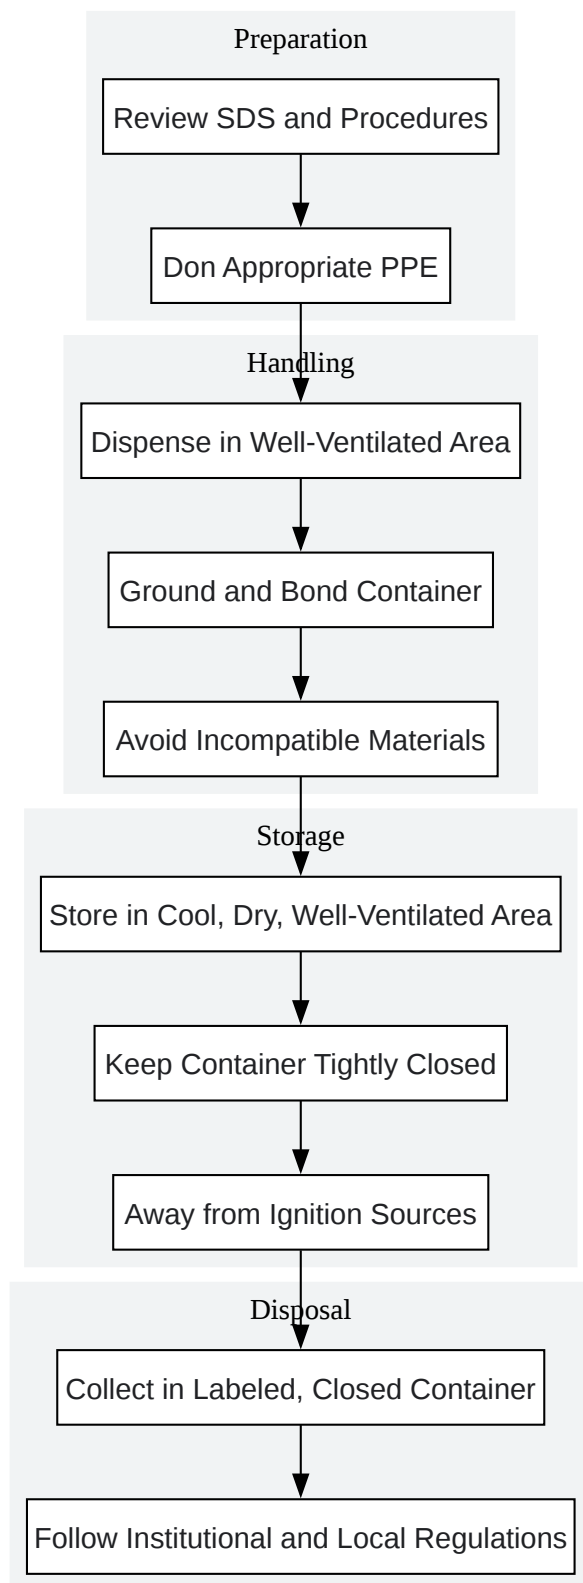 Preparation
Review SDS and Procedures
Don Appropriate PPE
Handling
Dispense in Well-Ventilated Area
Ground and Bond Container
Avoid Incompatible Materials
Storage
Store in Cool, Dry, Well-Ventilated Area
Keep Container Tightly Closed
Away from Ignition Sources
Disposal
Collect in Labeled, Closed Container
Follow Institutional and Local Regulations